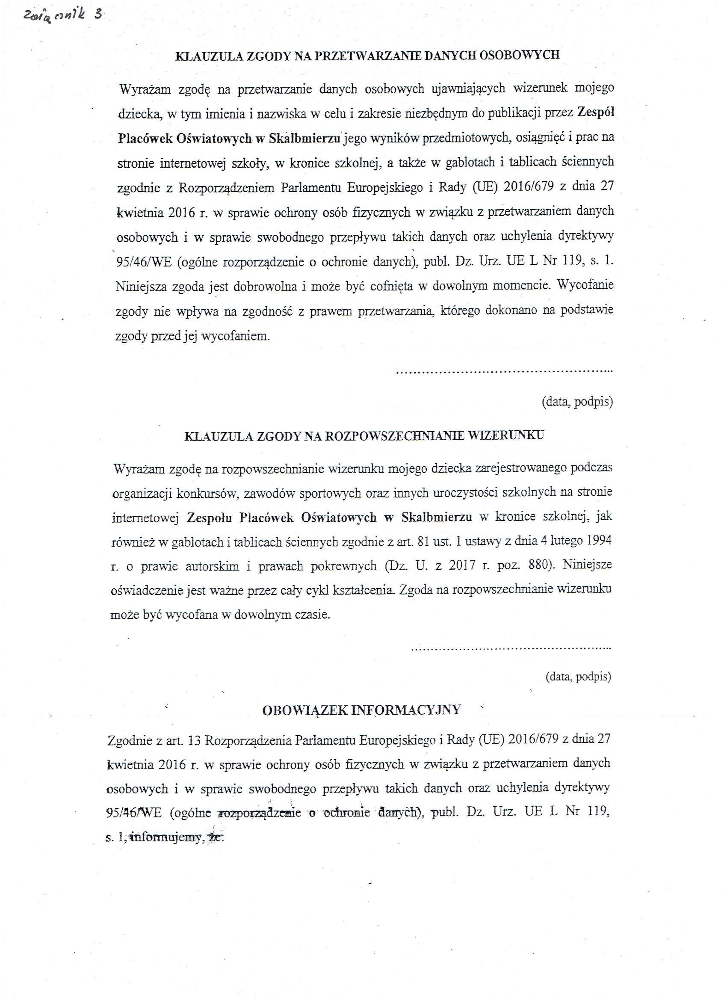 Załącznik 3
KLAUZULA ZGODY NA PRZETWARZANIE DANYCH OSOBOWYCH
Wyrażam zgodę na przetwarzanie danych osobowych ujawniających wizerunek mojego
dziecka, w tym imienia i nazwiska w celu i zakresie niezbędnym do publikacji przez Zespół
Placówek Oświatowych w Skalbmierzu jego wyników przedmiotowych, osiągnięć i prac na
stronie internetowej szkoły, w kronice szkolnej, a także w gablotach i tablicach ściennych
zgodnie z Rozporządzeniem Parlamentu Europejskiego i Rady (UE) 2016/679 z dnia 27
kwietnia 2016 r. w sprawie ochrony osób fizycznych w związku z przetwarzaniem danych
osobowych i w sprawie swobodnego przepływu takich danych oraz uchylenia dyrektywy
95/46/WE (ogólne rozporządzenie o ochronie danych), publ. Dz. Urz. UE L Nr 119, s. 1.
Niniejsza zgoda jest dobrowolna i może być cofnięta w dowolnym momencie. Wycofanie
zgody nie wpływa na zgodność z prawem przetwarzania, którego dokonano na podstawie
zgody przed jej wycofaniem.
..................................................
(data, podpis)
KLAUZULA ZGODY NA ROZPOWSZECHNIANIE WIZERUNKU
Wyrażam zgodę na rozpowszechnianie wizerunku mojego dziecka zarejestrowanego podczas
organizacji konkursów, zawodów sportowych oraz innych uroczystości szkolnych na stronie
internetowej Zespołu Placówek Oświatowych w Skalbmierzu w kronice szkolnej, jak
również w gablotach i tablicach ściennych zgodnie z art. 81 ust. 1 ustawy z dnia 4 lutego 1994
r. o prawie autorskim i prawach pokrewnych (Dz. U. z 2017 r. poz. 880). Niniejsze
oświadczenie jest ważne przez cały cykl kształcenia. Zgoda na rozpowszechnianie wizerunku
może być wycofana w dowolnym czasie.
..................................................
(data, podpis)
OBOWIĄZEK INFORMACYJNY
Zgodnie z art. 13 Rozporządzenia Parlamentu Europejskiego i Rady (UE) 2016/679 z dnia 27
kwietnia 2016 r. w sprawie ochrony osób fizycznych w związku z przetwarzaniem danych
osobowych i w sprawie swobodnego przepływu takich danych oraz uchylenia dyrektywy
95/46/WE (ogólne rozporządzenie o ochronie danych), publ. Dz. Urz. UE L Nr 119,
s. 1, informujemy, że: